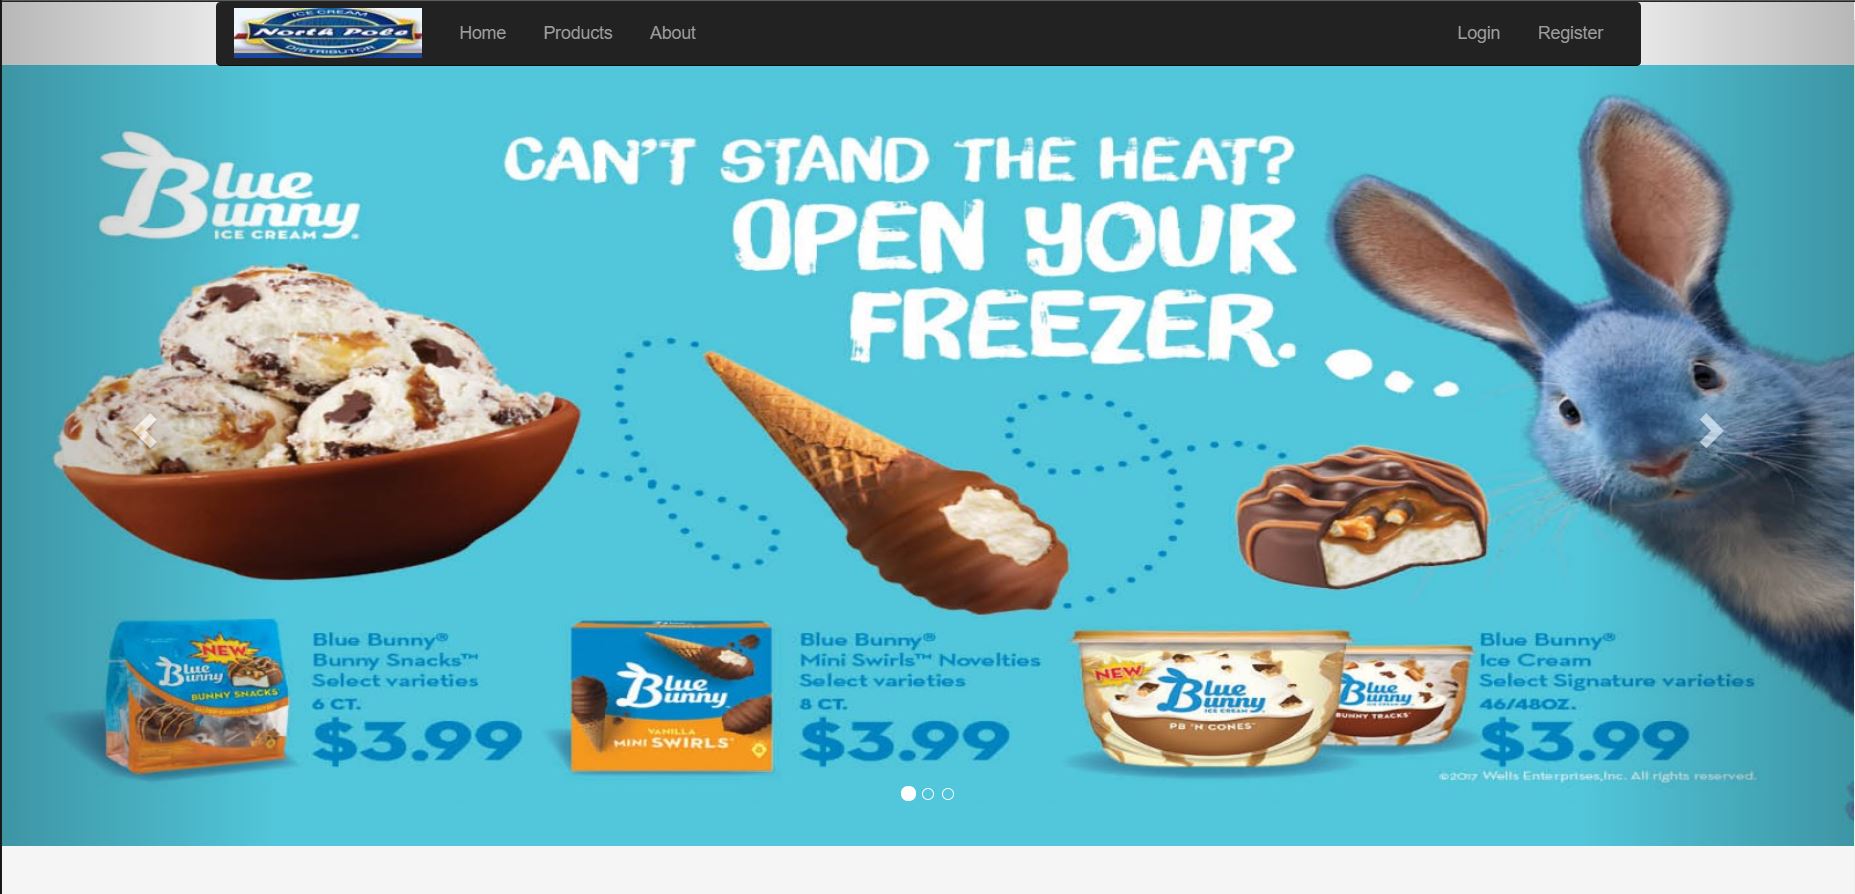 ICE CREAM
North Pole
DISTRIBUTOR
Home
Products
About
Login
Register
Blue
Bunny
ICE CREAM
CAN'T STAND THE HEAT?
OPEN YOUR
FREEZER.
NEW
Blue
Bunny
BUNNY SNACKS
Blue Bunny®
Bunny Snacks™
Select varieties
6 CT.
$3.99
Blue
Bunny
VANILLA
MINI SWIRLS™
Blue Bunny®
Mini Swirls™ Novelties
Select varieties
8 CT.
$3.99
NEW
Blue
Bunny
ICE CREAM
PB 'N CONES™
Blue
Bunny
BUNNY TRACKS™
Blue Bunny®
Ice Cream
Select Signature varieties
46/48OZ.
$3.99
©2017 Wells Enterprises,Inc. All rights reserved.